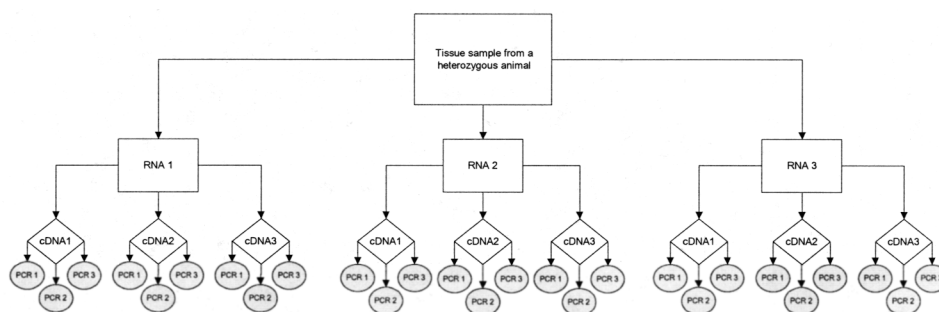 Tissue sample from a
heterozygous animal
RNA 1
RNA 2
RNA 3
cDNA1
cDNA2
cDNA3
cDNA1
cDNA2
cDNA3
cDNA1
cDNA2
cDNA3
PCR 1
PCR 3
PCR 1
PCR 3
PCR 1
PCR 3
PCR 1
PCR 3
PCR 1
PCR 3
PCR 1
PCR 3
PCR 1
PCR 3
PCR 1
PCR 3
PCR 1
PCR 3
PCR 2
PCR 2
PCR 2
PCR 2
PCR 2
PCR 2
PCR 2
PCR 2
PCR 2